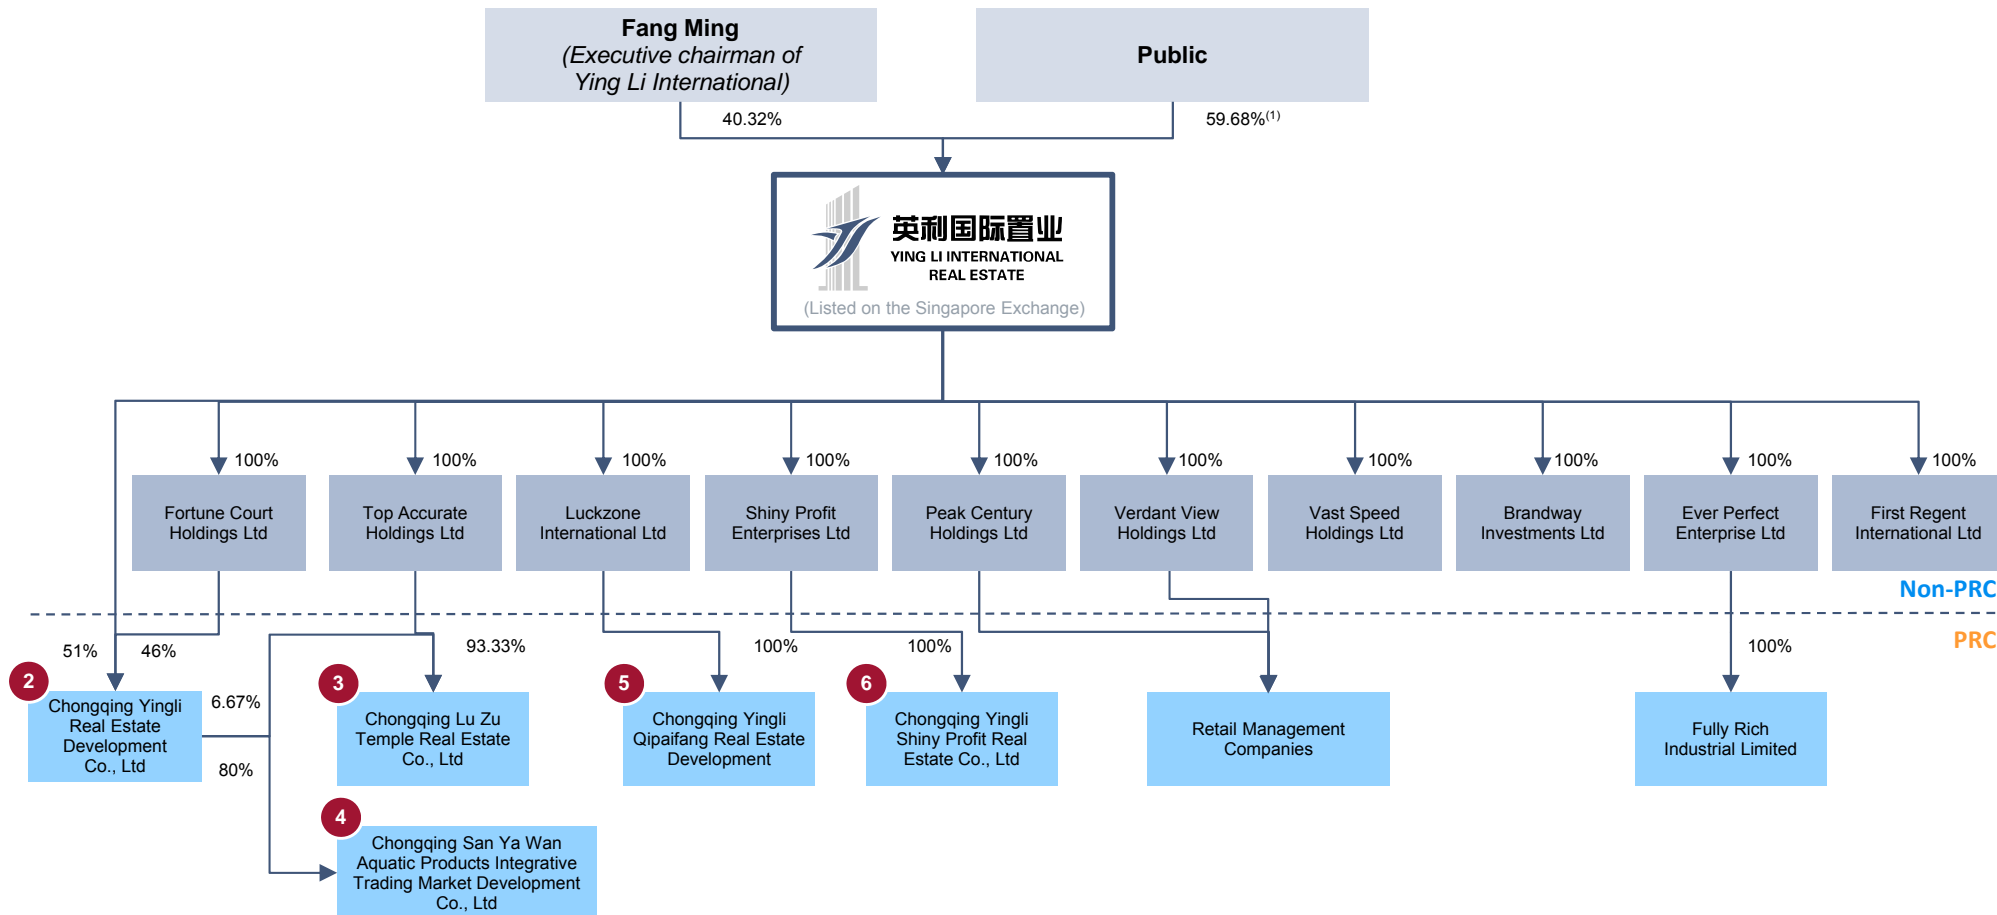 Fang Ming
(Executive chairman of
Ying Li International)
Public
40.32%
59.68%(1)
英利国际置业
YING LI INTERNATIONAL
REAL ESTATE
(Listed on the Singapore Exchange)
100%
100%
100%
100%
100%
100%
100%
100%
100%
100%
Fortune Court
Holdings Ltd
Top Accurate
Holdings Ltd
Luckzone
International Ltd
Shiny Profit
Enterprises Ltd
Peak Century
Holdings Ltd
Verdant View
Holdings Ltd
Vast Speed
Holdings Ltd
Brandway
Investments Ltd
Ever Perfect
Enterprise Ltd
First Regent
International Ltd
Non-PRC
PRC
51%
46%
93.33%
100%
100%
100%
2
Chongqing Yingli
Real Estate
Development
Co., Ltd
6.67%
80%
3
Chongqing Lu Zu
Temple Real Estate
Co., Ltd
5
Chongqing Yingli
Qipaifang Real Estate
Development
6
Chongqing Yingli
Shiny Profit Real
Estate Co., Ltd
Retail Management
Companies
Fully Rich
Industrial Limited
4
Chongqing San Ya Wan
Aquatic Products Integrative
Trading Market Development
Co., Ltd